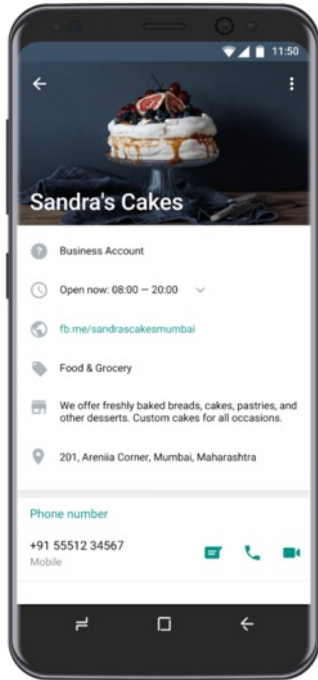 11:50
Sandra's Cakes
Business Account
Open now: 08:00 — 20:00
fb.me/sandrascakesmumbai
Food & Grocery
We offer freshly baked breads, cakes, pastries, and
other desserts. Custom cakes for all occasions.
201, Areniia Corner, Mumbai, Maharashtra
Phone number
+91 55512 34567
Mobile